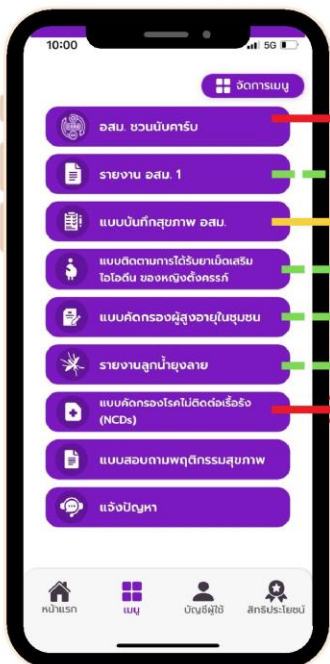 10:00
5G
จัดการเมนู
อสม. ชวนนับคาร์บ
รายงาน อสม. 1
แบบบันทึกสุขภาพ อสม.
แบบติดตามการได้รับยาเม็ดเสริม
ไอโอดีน ของหญิงตั้งครรภ์
แบบคัดกรองผู้สูงอายุในชุมชน
รายงานลูกน้ำยุงลาย
แบบคัดกรองโรคไม่ติดต่อเรื้อรัง
(NCDs)
แบบสอบถามพฤติกรรมสุขภาพ
แจ้งปัญหา
หน้าแรก
เมนู
บัญชีผู้ใช้
สิทธิประโยชน์